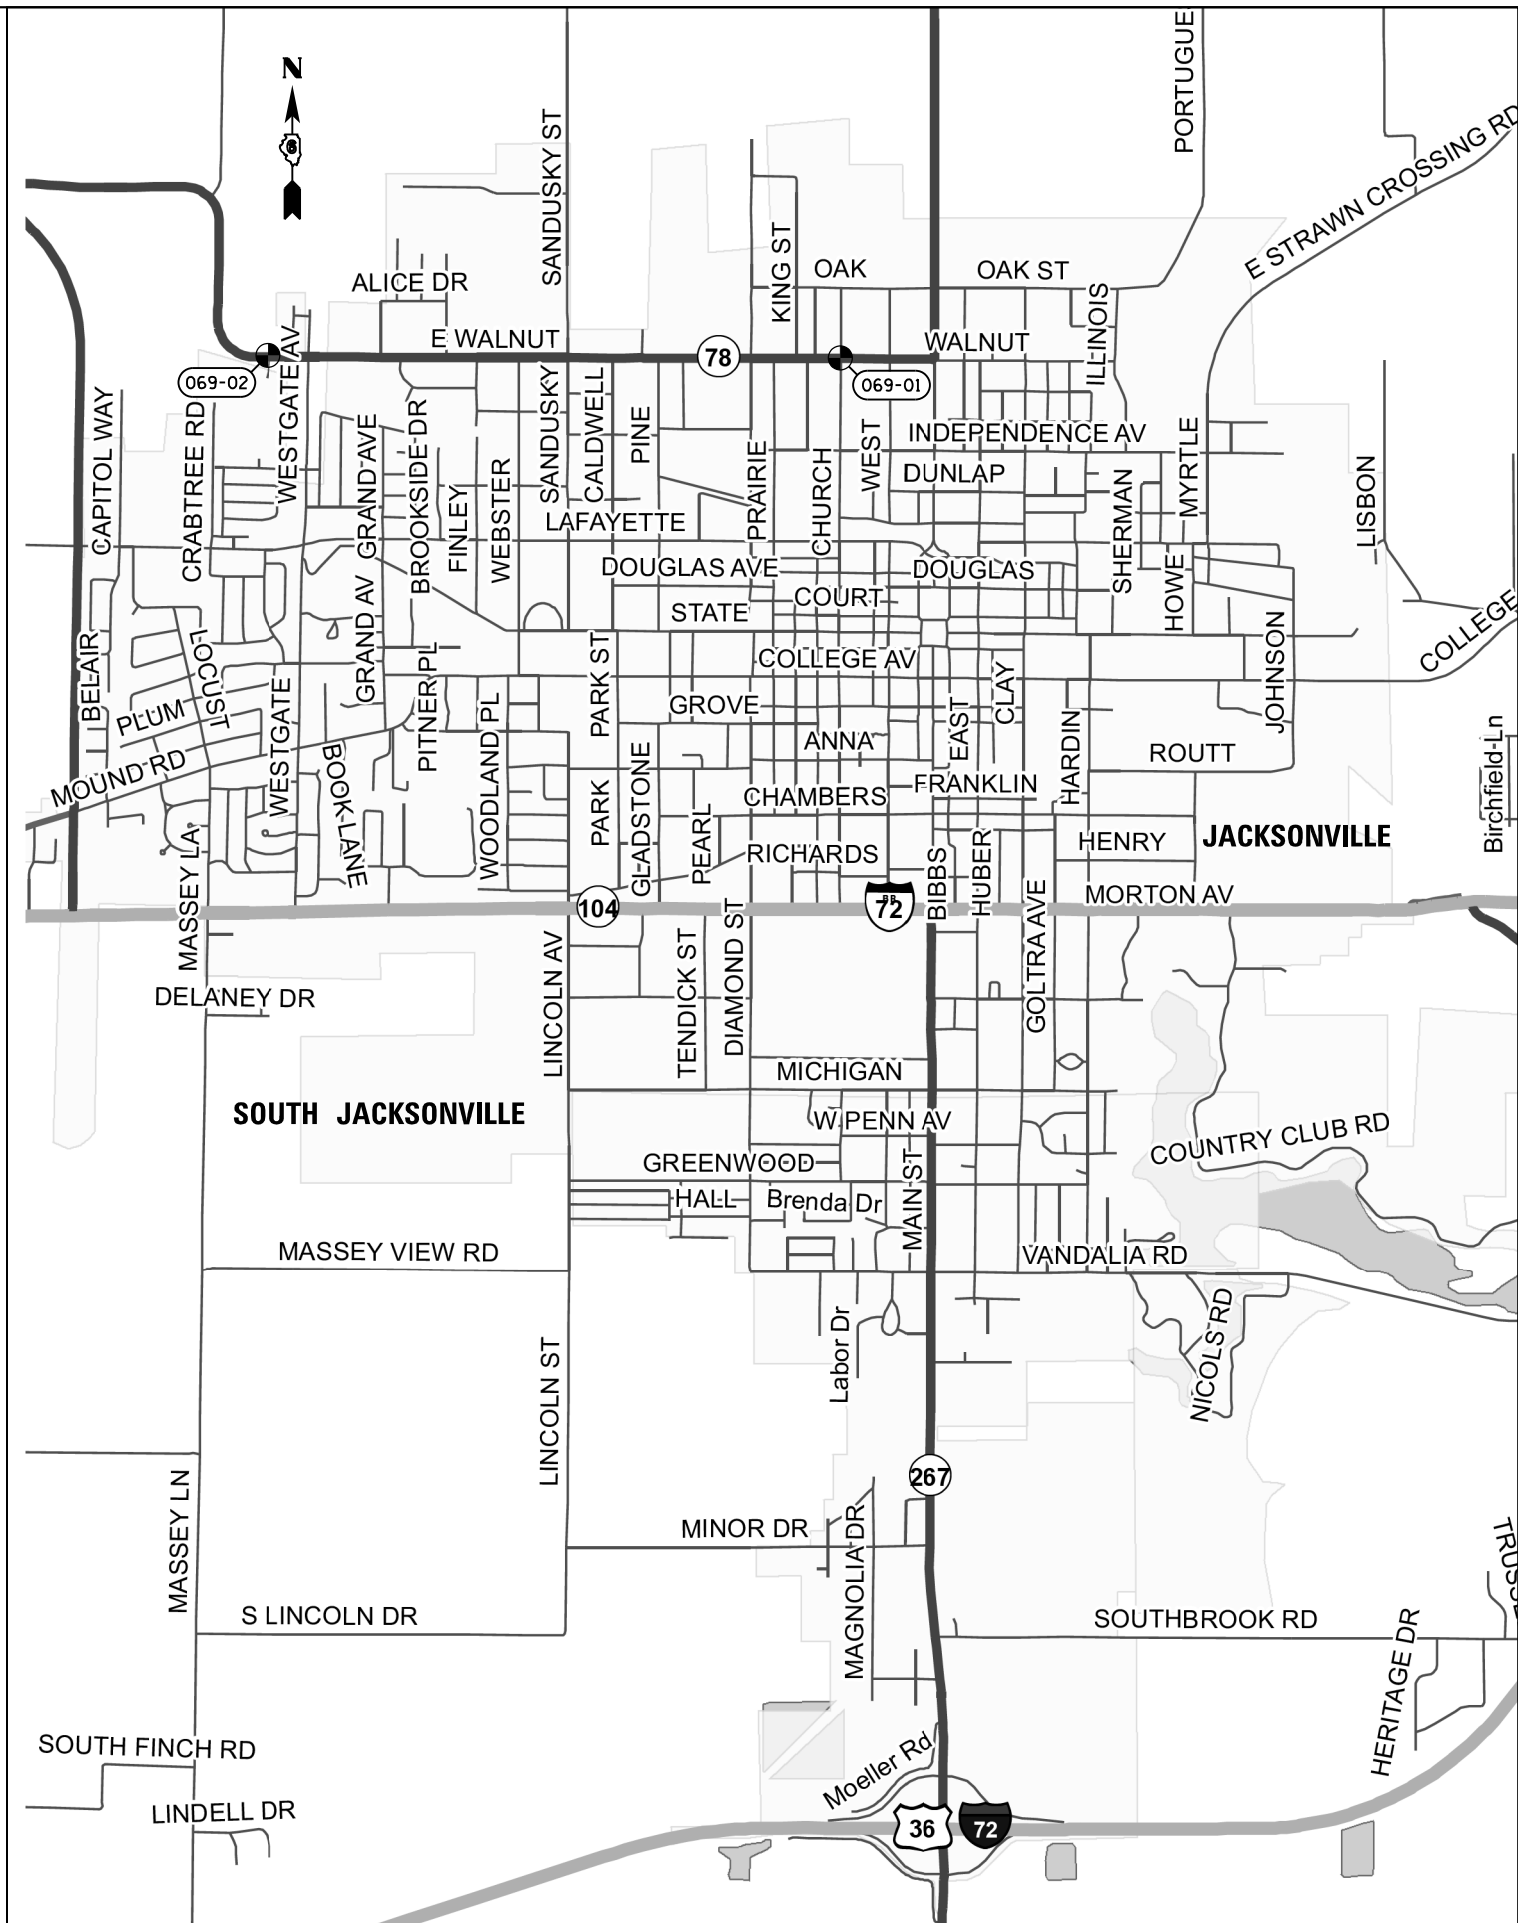 PORTUGUE
N
6
SANDUSKY ST
E STRAWN CROSSING RD
KING ST
OAK
OAK ST
ALICE DR
ILLINOIS
E WALNUT
WALNUT
78
069-02
069-01
WESTGATE AV
CAPITOL WAY
CRABTREE RD
GRAND AVE
BROOKSIDE DR
FINLEY
WEBSTER
SANDUSKY
CALDWELL
PINE
PRAIRIE
CHURCH
WEST
INDEPENDENCE AV
DUNLAP
SHERMAN
MYRTLE
LISBON
LAFAYETTE
DOUGLAS AVE
DOUGLAS
HOWE
COURT
STATE
COLLEGE
GRAND AV
BELAIR
LOCUST
PARK ST
COLLEGE AV
CLAY
JOHNSON
PLUM
WESTGATE
PITNER PL
WOODLAND PL
GROVE
EAST
HARDIN
ANNA
ROUTT
Birchfield Ln
MOUND RD
BOOK LANE
PARK
GLADSTONE
PEARL
CHAMBERS
FRANKLIN
HENRY
JACKSONVILLE
RICHARDS
BIBBS
HUBER
MORTON AV
MASSEY LA
104
BR
72
DELANEY DR
LINCOLN AV
TENDICK ST
DIAMOND ST
GOLTRA AVE
MICHIGAN
SOUTH JACKSONVILLE
W PENN AV
COUNTRY CLUB RD
GREENWOOD
HALL
Brenda Dr
MAIN ST
MASSEY VIEW RD
VANDALIA RD
LINCOLN ST
Labor Dr
NICOLS RD
267
MASSEY LN
MINOR DR
MAGNOLIA DR
S LINCOLN DR
SOUTHBROOK RD
HERITAGE DR
SOUTH FINCH RD
Moeller Rd
LINDELL DR
36
72